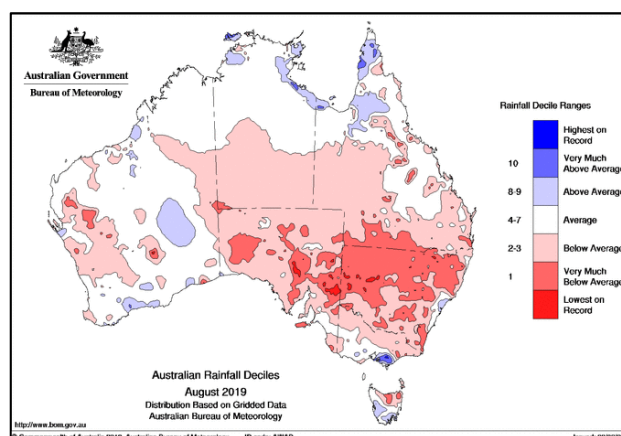 Australian Government
Bureau of Meteorology
Rainfall Decile Ranges
Highest on
Record
10
Very Much
Above Average
8-9
Above Average
4-7
Average
2-3
Below Average
1
Very Much
Below Average
Lowest on
Record
Australian Rainfall Deciles
August 2019
Distribution Based on Gridded Data
Australian Bureau of Meteorology
http://www.bom.gov.au